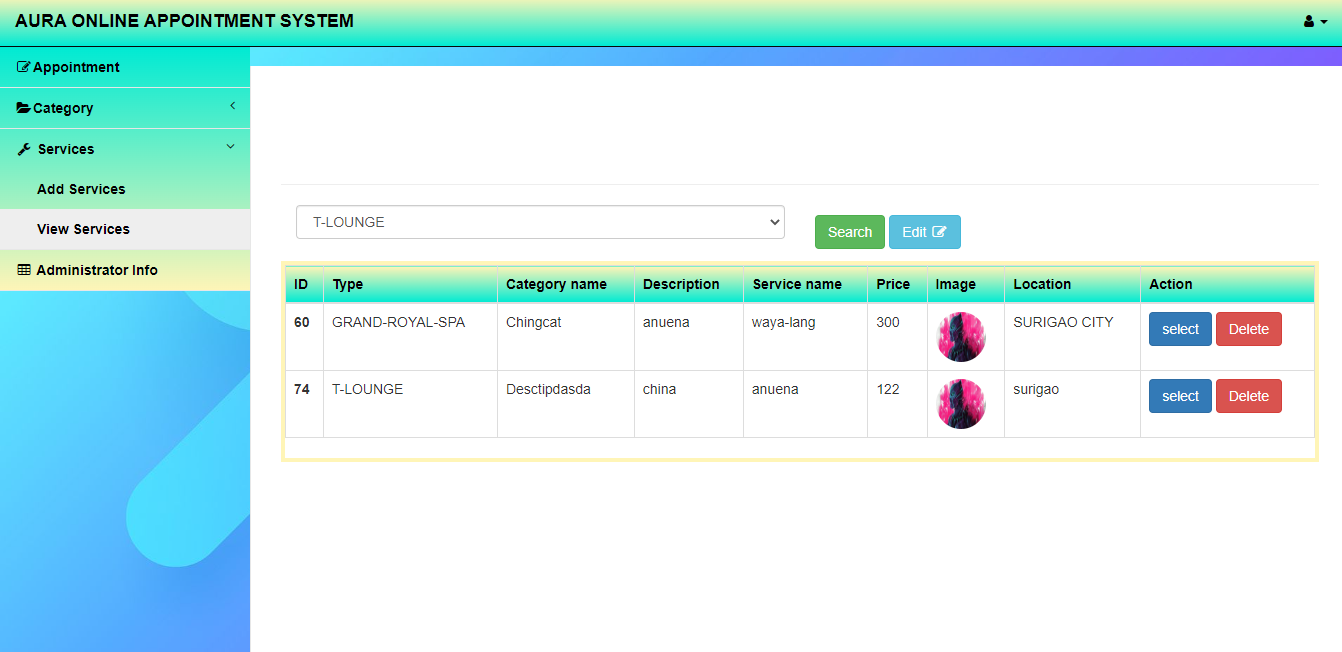 AURA ONLINE APPOINTMENT SYSTEM
Appointment
Category
Services
Add Services
View Services
Administrator Info
T-LOUNGE
Search Edit
ID Type Category name Description Service name Price Image Location Action
60 GRAND-ROYAL-SPA Chingcat anuena waya-lang 300 SURIGAO CITY select Delete
74 T-LOUNGE Desctipdasda china anuena 122 surigao select Delete